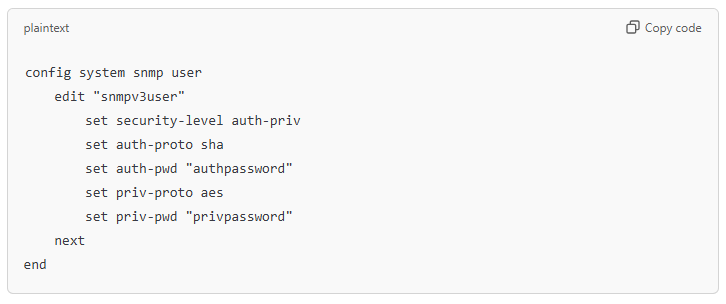 plaintext
Copy code
config system snmp user
    edit "snmpv3user"
        set security-level auth-priv
        set auth-proto sha
        set auth-pwd "authpassword"
        set priv-proto aes
        set priv-pwd "privpassword"
    next
end